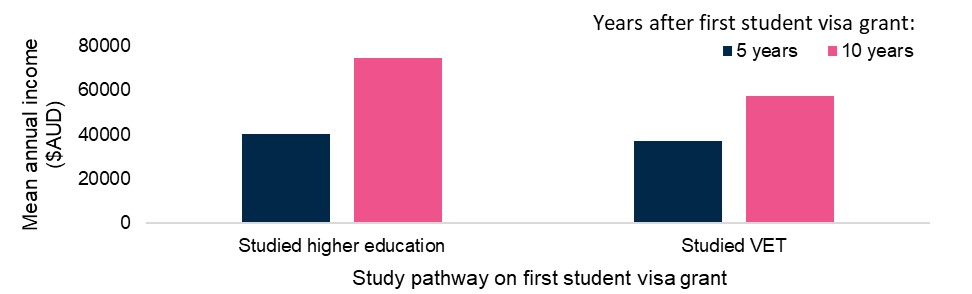 Years after first student visa grant:
5 years 10 years
Mean annual income
($AUD)
80000
60000
40000
20000
0
Studied higher education Studied VET
Study pathway on first student visa grant